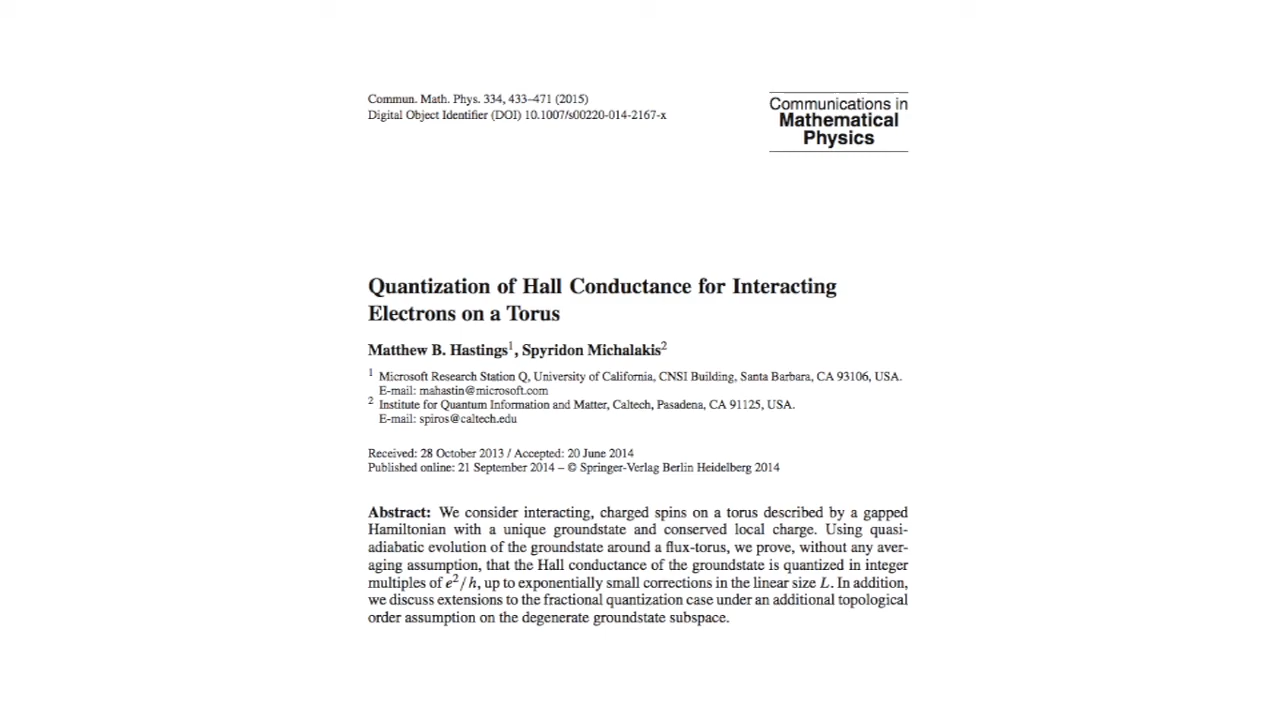 Commun. Math. Phys. 334, 433–471 (2015)
Digital Object Identifier (DOI) 10.1007/s00220-014-2167-x
Communications in
Mathematical
Physics
Quantization of Hall Conductance for Interacting
Electrons on a Torus
Matthew B. Hastings¹, Spyridon Michalakis²
¹ Microsoft Research Station Q, University of California, CNSI Building, Santa Barbara, CA 93106, USA.
E-mail: mahastin@microsoft.com
² Institute for Quantum Information and Matter, Caltech, Pasadena, CA 91125, USA.
E-mail: spiros@caltech.edu
Received: 28 October 2013 / Accepted: 20 June 2014
Published online: 21 September 2014 – © Springer-Verlag Berlin Heidelberg 2014
Abstract: We consider interacting, charged spins on a torus described by a gapped
Hamiltonian with a unique groundstate and conserved local charge. Using quasi-
adiabatic evolution of the groundstate around a flux-torus, we prove, without any aver-
aging assumption, that the Hall conductance of the groundstate is quantized in integer
multiples of e²/h, up to exponentially small corrections in the linear size L. In addition,
we discuss extensions to the fractional quantization case under an additional topological
order assumption on the degenerate groundstate subspace.